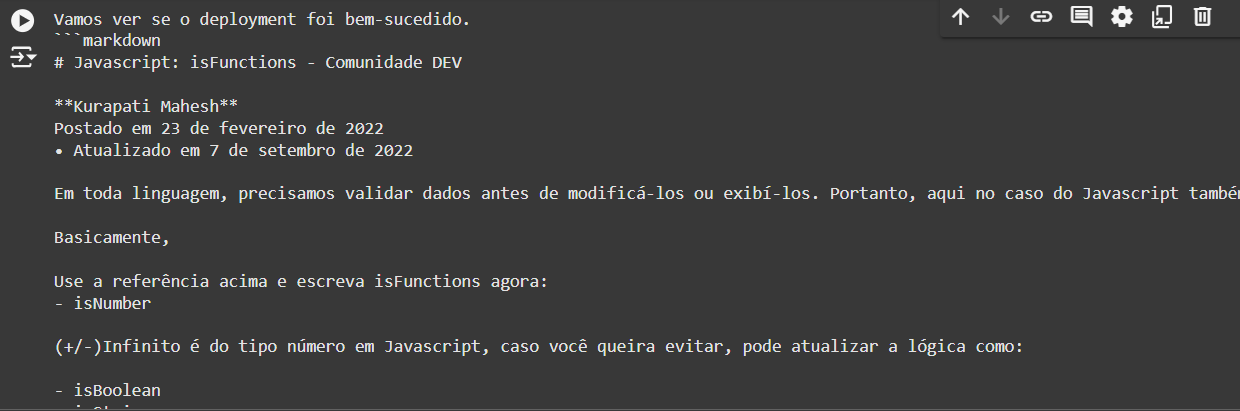 Vamos ver se o deployment foi bem-sucedido.
```markdown
# Javascript: isFunctions - Comunidade DEV
**Kurapati Mahesh**
Postado em 23 de fevereiro de 2022
• Atualizado em 7 de setembro de 2022
Em toda linguagem, precisamos validar dados antes de modificá-los ou exibí-los. Portanto, aqui no caso do Javascript també
Basicamente,
Use a referência acima e escreva isFunctions agora:
- isNumber
(+/-)Infinito é do tipo número em Javascript, caso você queira evitar, pode atualizar a lógica como:
- isBoolean